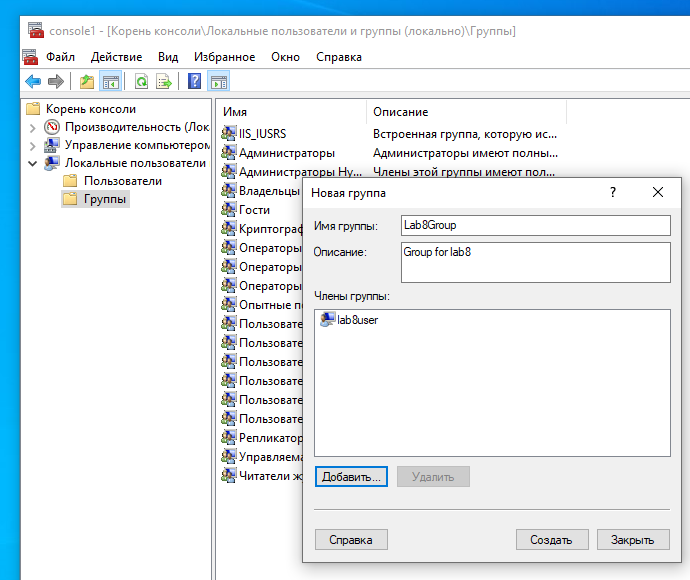 console1 - [Корень консоли\Локальные пользователи и группы (локально)\Группы]
Файл Действие Вид Избранное Окно Справка
Корень консоли
Производительность (Лок
Управление компьютером
Локальные пользователи
Пользователи
Группы
Имя Описание
IIS_IUSRS Встроенная группа, которую ис...
Администраторы Администраторы имеют полны...
Администраторы Hy Члены этой группы имеют пол...
Владельцы
Гости
Криптограф
Операторы
Операторы
Операторы
Опытные п
Пользовате
Пользовате
Пользовате
Пользовате
Пользовате
Пользовате
Репликатор
Управляема
Читатели ж
Новая группа
Имя группы: Lab8Group
Описание: Group for lab8
Члены группы:
lab8user
Добавить... Удалить
Справка Создать Закрыть